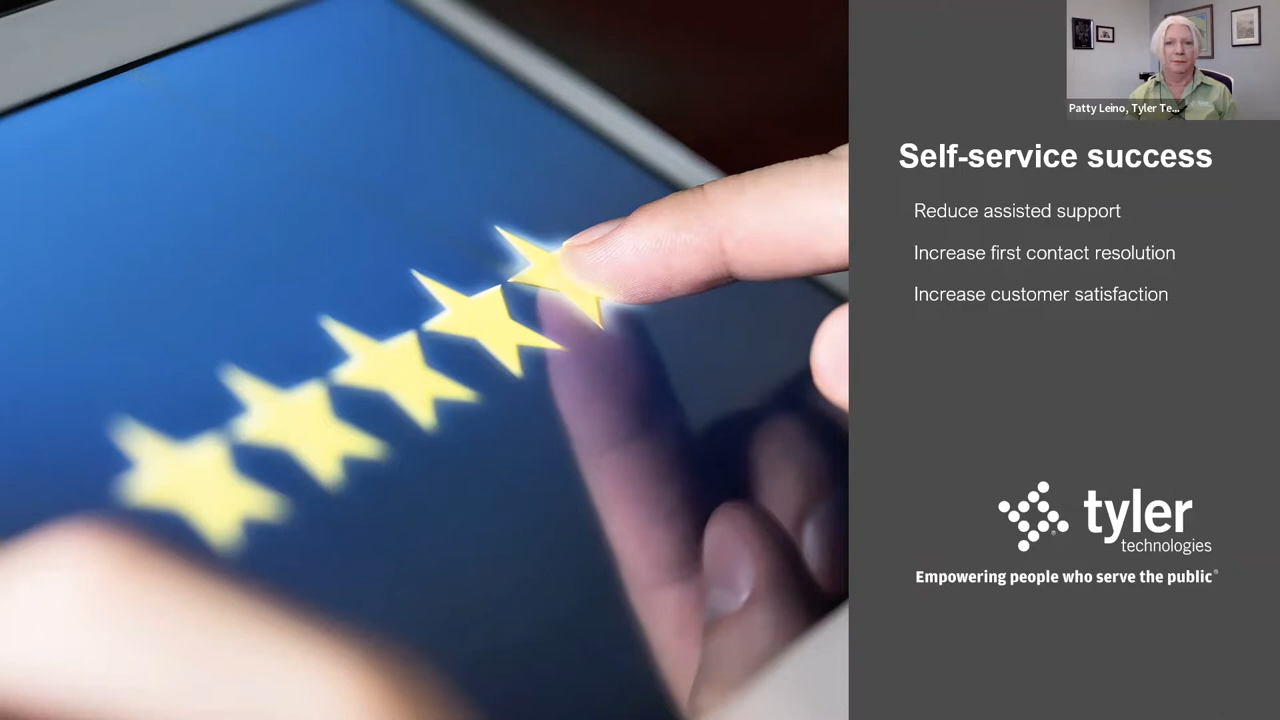 Patty Leino, Tyler Te...
Self-service success
Reduce assisted support
Increase first contact resolution
Increase customer satisfaction
tyler
technologies
Empowering people who serve the public®